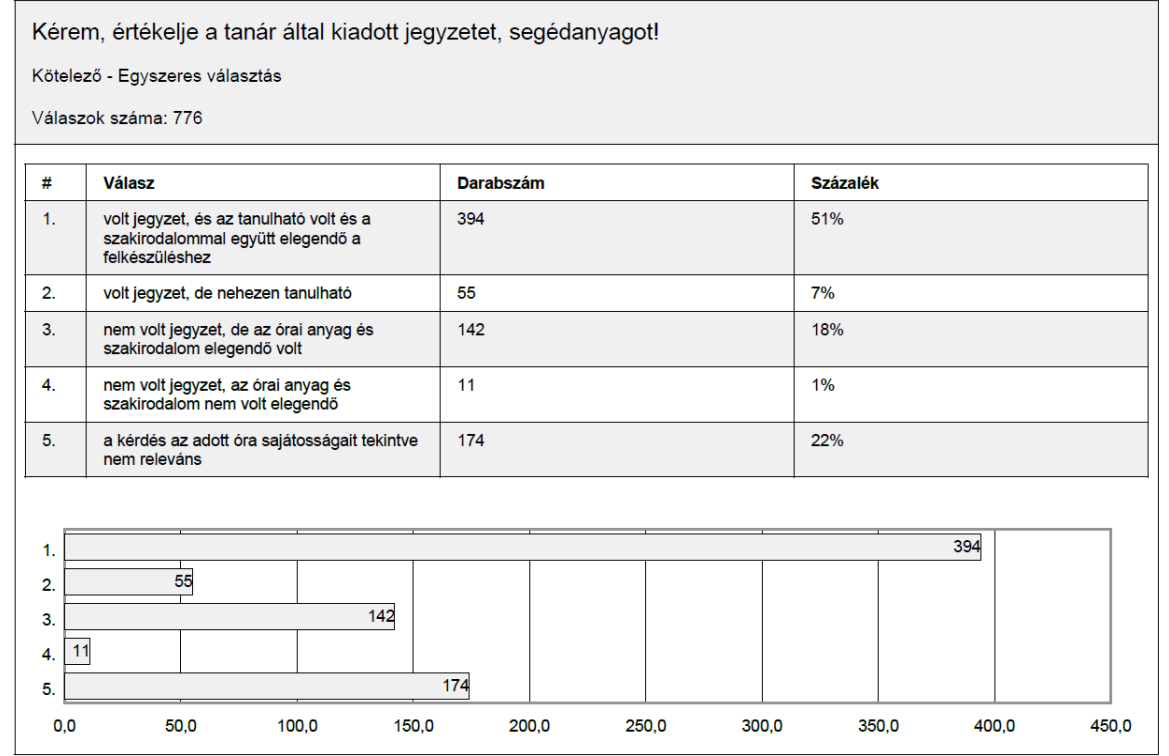 Kérem, értékelje a tanár által kiadott jegyzetet, segédanyagot!
Kötelező - Egyszeres választás
Válaszok száma: 776
# Válasz Darabszám Százalék
1. volt jegyzet, és az tanulható volt és a 394 51%
szakirodalommal együtt elegendő a
felkészüléshez
2. volt jegyzet, de nehezen tanulható 55 7%
3. nem volt jegyzet, de az órai anyag és 142 18%
szakirodalom elegendő volt
4. nem volt jegyzet, az órai anyag és 11 1%
szakirodalom nem volt elegendő
5. a kérdés az adott óra sajátosságait tekintve 174 22%
nem releváns
1. 394
2. 55
3. 142
4. 11
5. 174
0,0 50,0 100,0 150,0 200,0 250,0 300,0 350,0 400,0 450,0